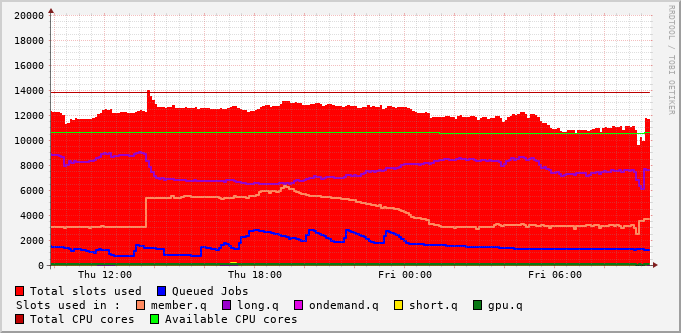 20000
18000
16000
14000
12000
10000
8000
6000
4000
2000
0
Thu 12:00 Thu 18:00 Fri 00:00 Fri 06:00
RRDTOOL / TOBI OETIKER
Total slots used Queued Jobs
Slots used in : member.q long.q ondemand.q short.q gpu.q
Total CPU cores Available CPU cores